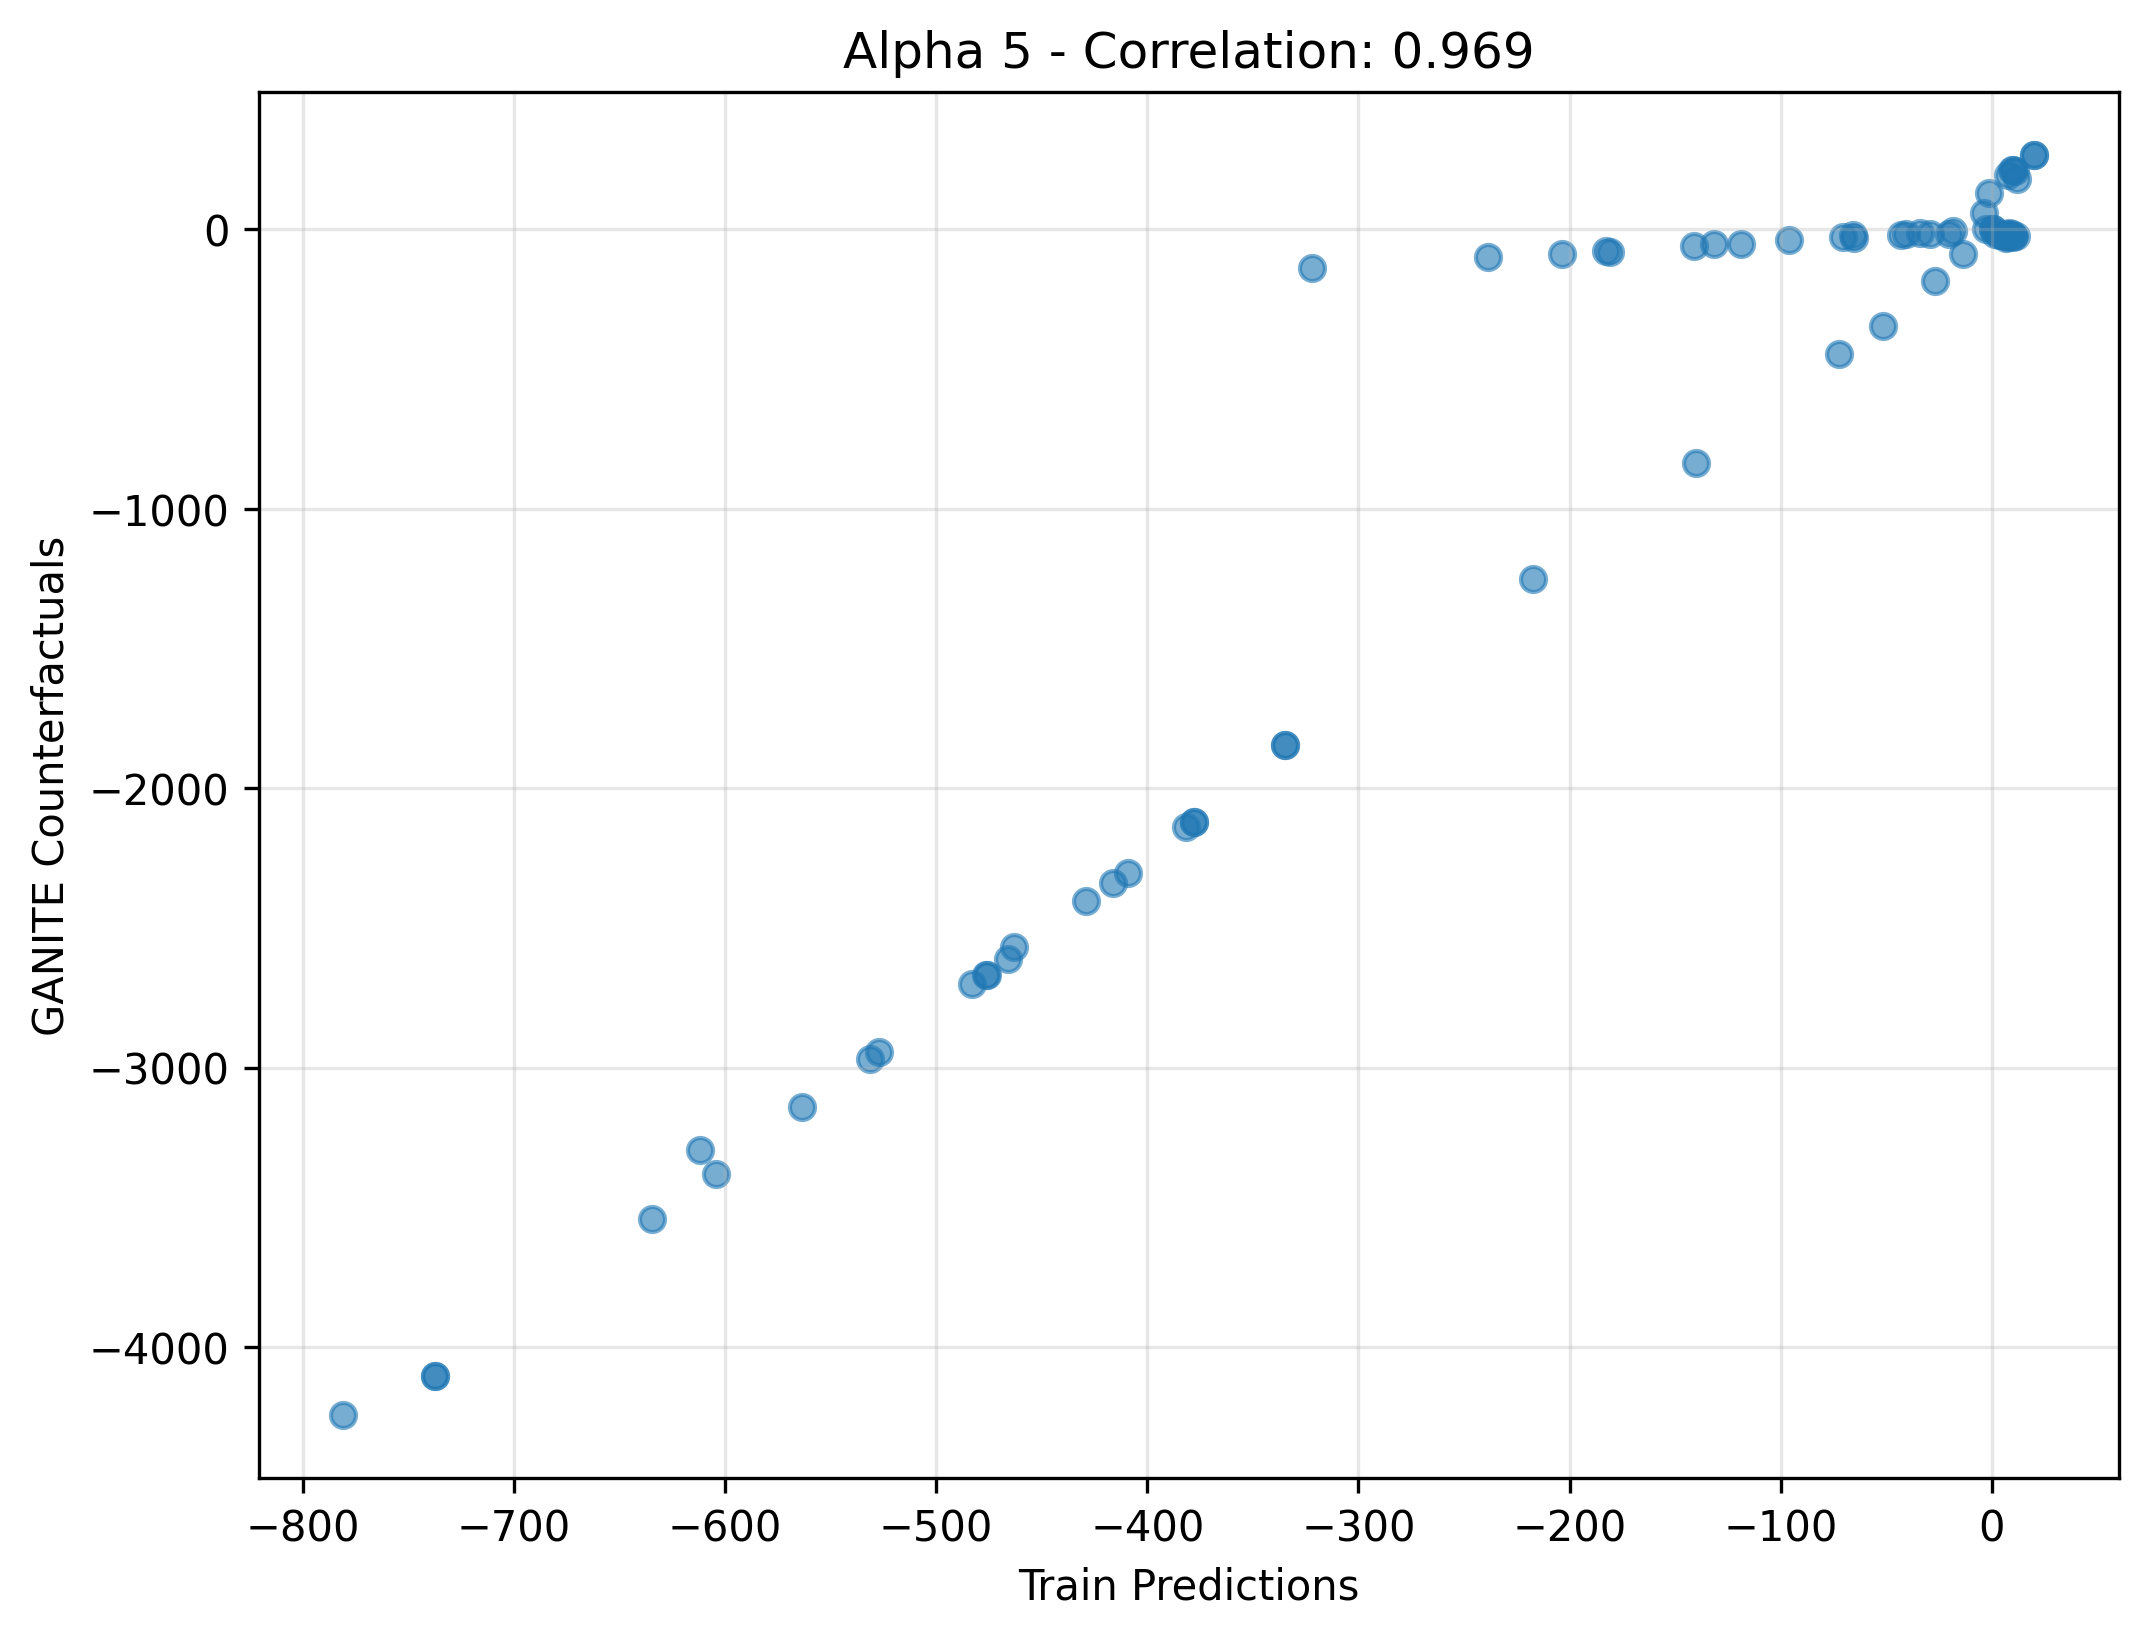 Alpha 5 - Correlation: 0.969
GANITE Counterfactuals
0
−1000
−2000
−3000
−4000
−800 −700 −600 −500 −400 −300 −200 −100 0
Train Predictions